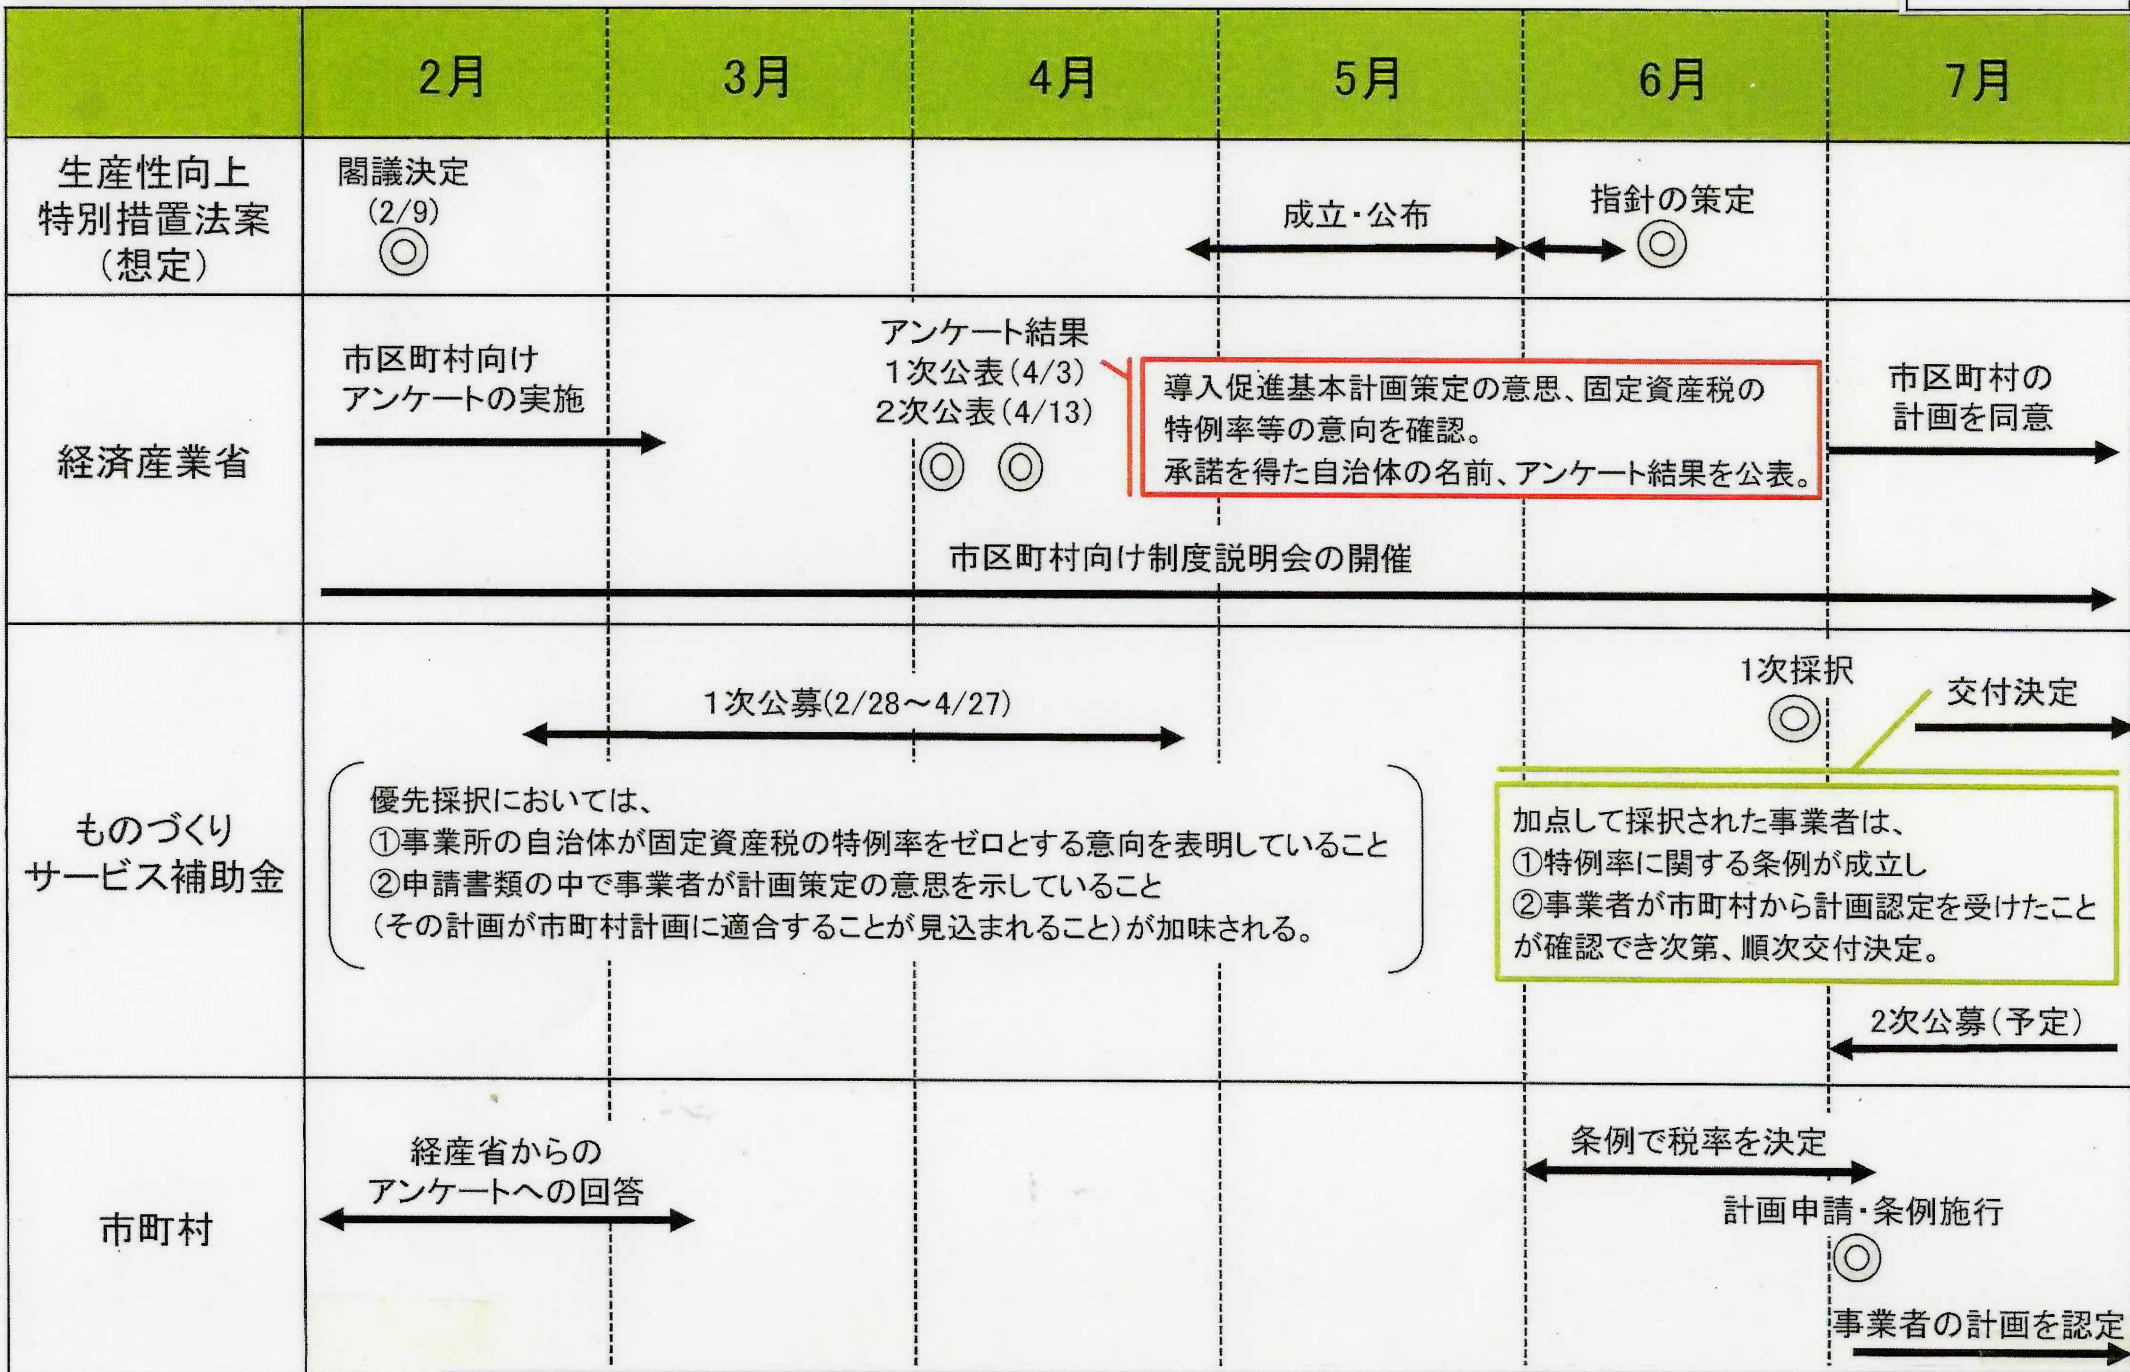 2月
3月
4月
5月
6月
7月
生産性向上
特別措置法案
（想定）
閣議決定
(2/9)
成立・公布
指針の策定
経済産業省
市区町村向け
アンケートの実施
アンケート結果
1次公表(4/3)
2次公表(4/13)
導入促進基本計画策定の意思、固定資産税の
特例率等の意向を確認。
承諾を得た自治体の名前、アンケート結果を公表。
市区町村の
計画を同意
市区町村向け制度説明会の開催
ものづくり
サービス補助金
1次公募(2/28～4/27)
1次採択
交付決定
優先採択においては、
①事業所の自治体が固定資産税の特例率をゼロとする意向を表明していること
②申請書類の中で事業者が計画策定の意思を示していること
（その計画が市町村計画に適合することが見込まれること）が加味される。
加点して採択された事業者は、
①特例率に関する条例が成立し
②事業者が市町村から計画認定を受けたこと
が確認でき次第、順次交付決定。
2次公募（予定）
市町村
経産省からの
アンケートへの回答
条例で税率を決定
計画申請・条例施行
事業者の計画を認定